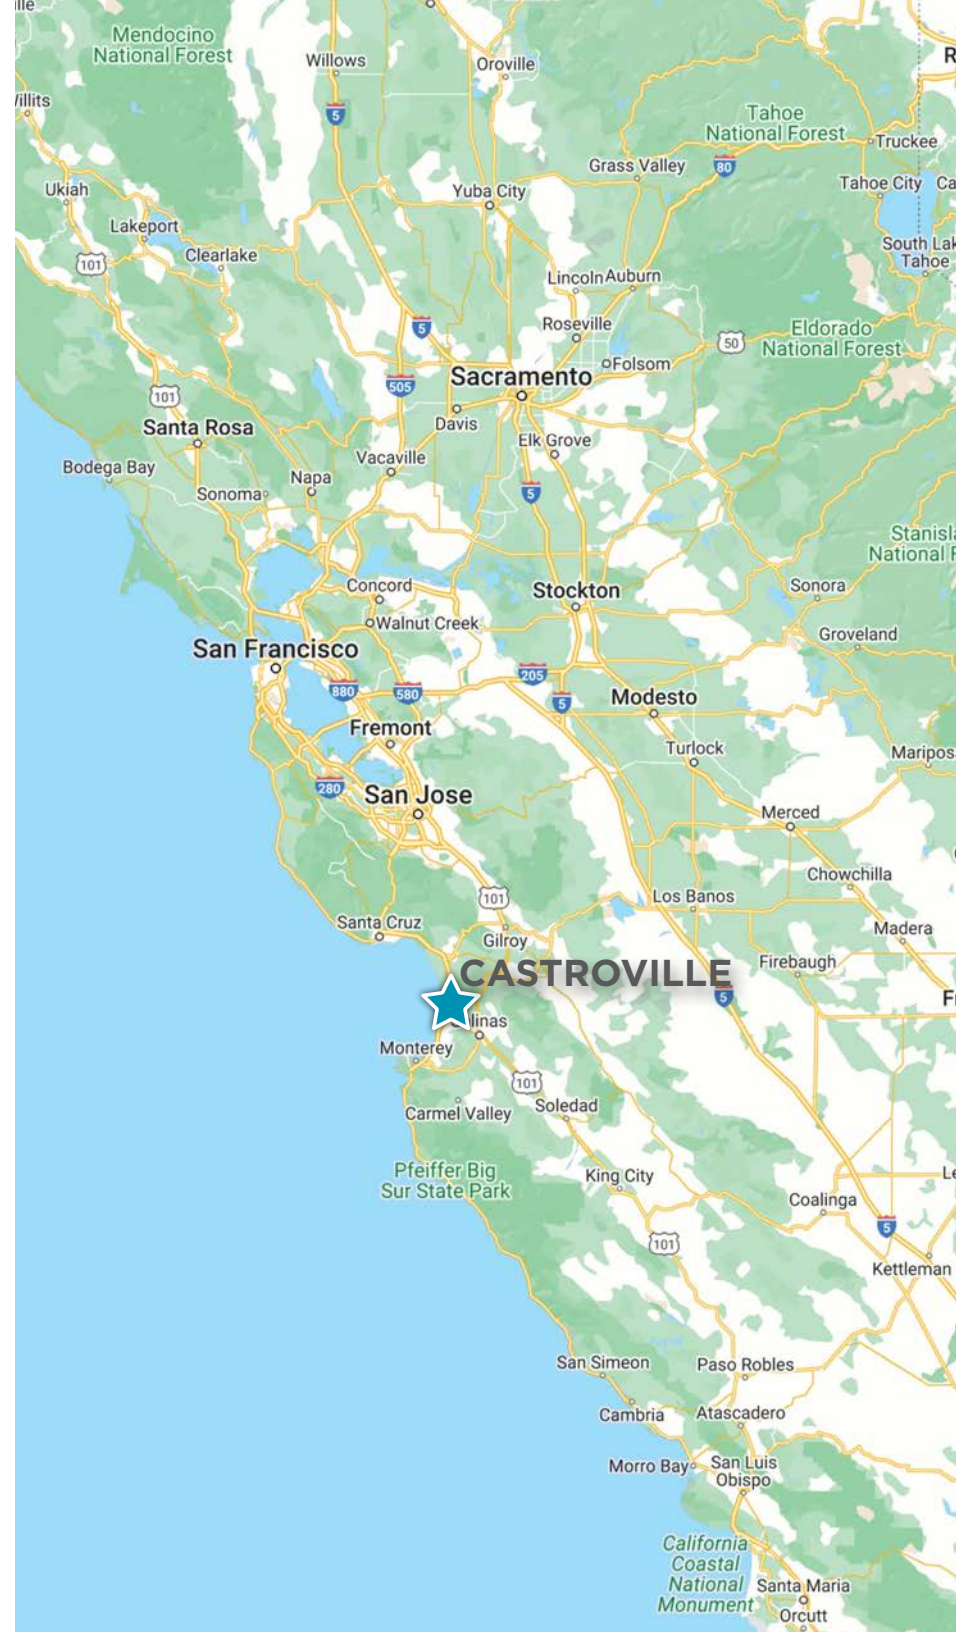 Mendocino
National Forest
Willows
Oroville
5
Tahoe
National Forest
Truckee
Grass Valley
80
Ukiah
Yuba City
Tahoe City
Lakeport
Clearlake
101
South Lak
Tahoe
Lincoln
Auburn
Roseville
5
Eldorado
National Forest
50
Folsom
Sacramento
505
101
Santa Rosa
Davis
Elk Grove
Vacaville
Bodega Bay
Napa
Sonoma
5
Stanisla
National F
Concord
Stockton
Sonora
Walnut Creek
Groveland
San Francisco
205
880
580
5
Modesto
Fremont
Turlock
Maripos
280
San Jose
Merced
Chowchilla
101
Los Banos
Santa Cruz
Gilroy
Madera
Firebaugh
CASTROVILLE
5
linas
Monterey
101
Carmel Valley
Soledad
Pfeiffer Big
Sur State Park
King City
Coalinga
5
101
Kettleman
San Simeon
Paso Robles
Cambria
Atascadero
Morro Bay
San Luis
Obispo
California
Coastal
National
Monument
Santa Maria
Orcutt